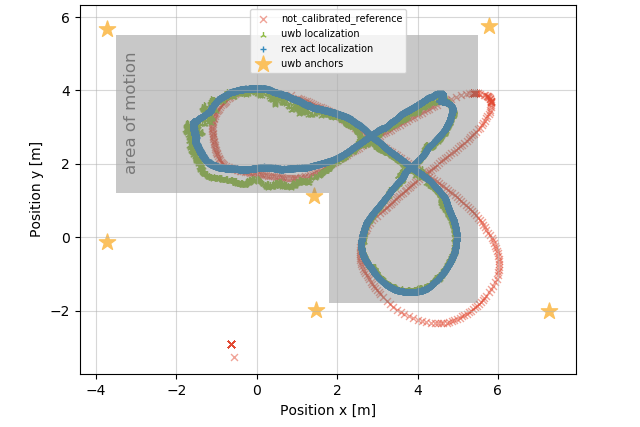 not_calibrated_reference
uwb localization
rex act localization
uwb anchors
area of motion
Position y [m]
6
4
2
0
−2
−4 −2 0 2 4 6
Position x [m]